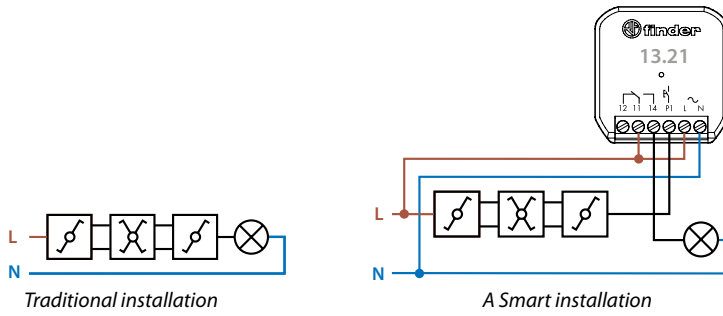 finder
13.21
12 11 14 P1 L N
L
N
Traditional installation
L
N
A Smart installation